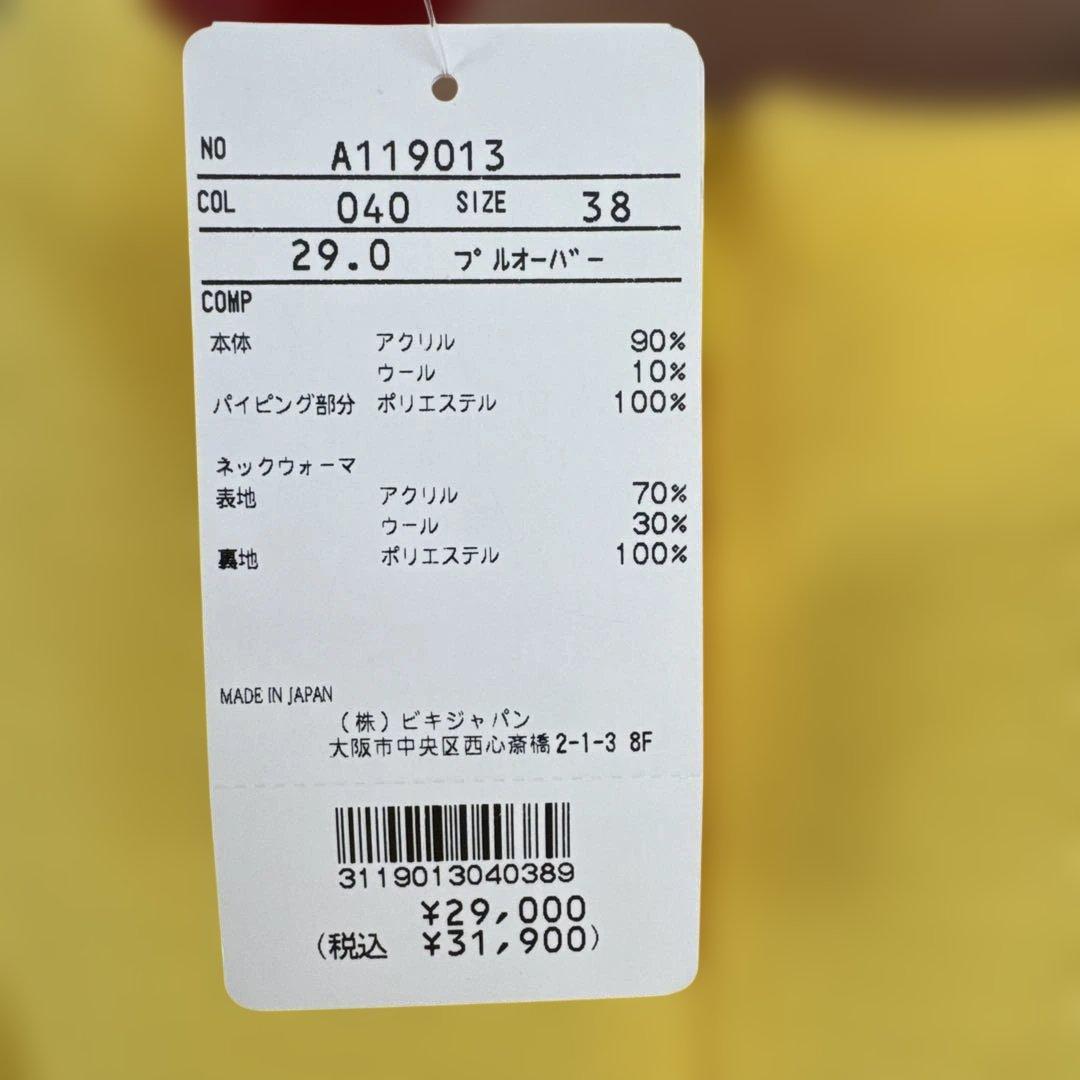 NO A119013
COL 040 SIZE 38
29.0 プルオーバー
COMP
本体 アクリル 90%
ウール 10%
パイピング部分 ポリエステル 100%
ネックウォーマ
表地 アクリル 70%
ウール 30%
裏地 ポリエステル 100%
MADE IN JAPAN
(株)ビキジャパン
大阪市中央区西心斎橋2-1-3 8F
3119013040389
¥29,000
(税込 ¥31,900)